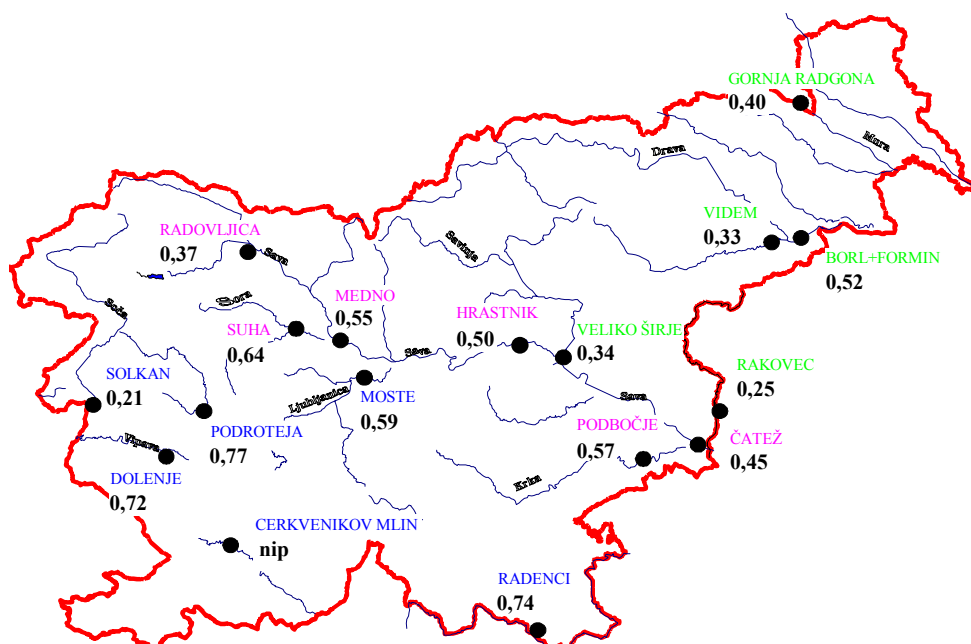 GORNJA RADGONA
0,40
Mura
Drava
VIDEM
0,33
BORL+FORMIN
0,52
RADOVLJICA
0,37
Sava
Savinja
Soča
Sora
MEDNO
0,55
HRASTNIK
0,50
SUHA
0,64
VELIKO ŠIRJE
0,34
Sava
RAKOVEC
0,25
SOLKAN
0,21
Ljubljanica
MOSTE
0,59
Sava
PODROTEJA
0,77
PODBOČJE
0,57
ČATEŽ
0,45
Vipava
DOLENJE
0,72
Krka
CERKVENIKOV MLIN
nip
RADENCI
0,74